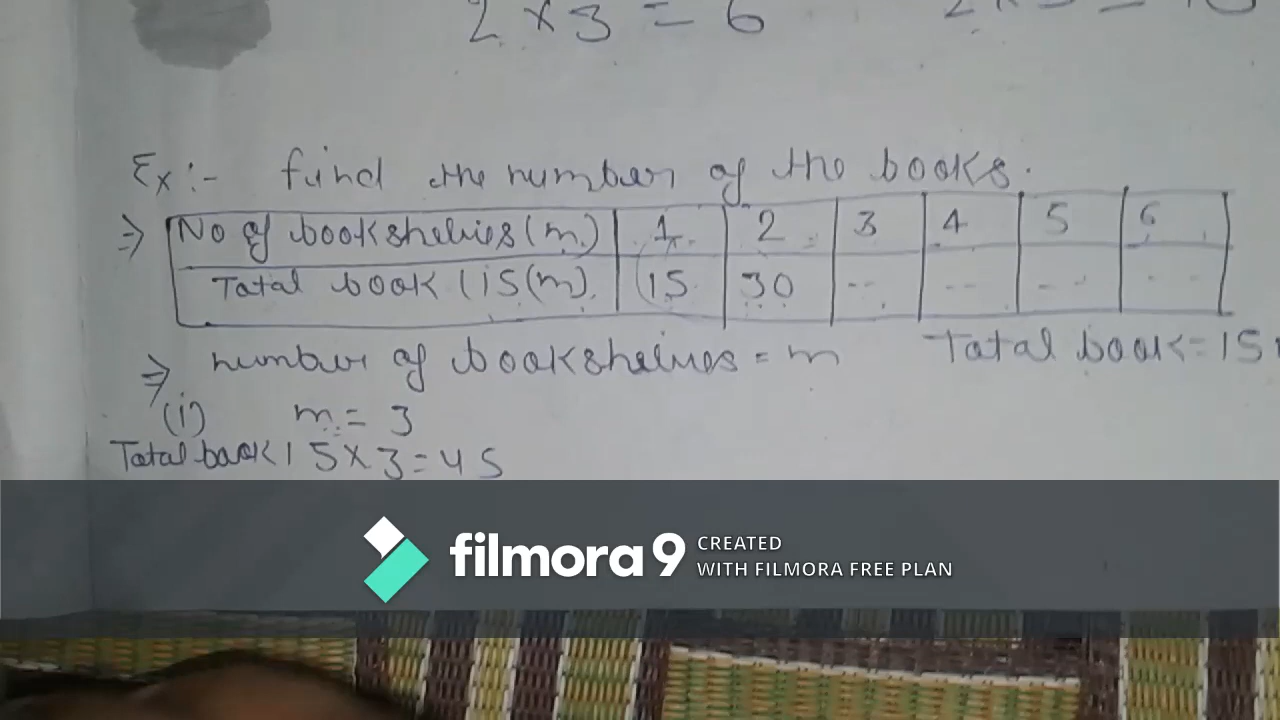 2 × 3 = 6
Ex:- find the number of the books.
⇒ No of bookshelves (m) 1 2 3 4 5 6
Total book 15(m) 15 30 -- -- -- --
⇒ number of bookshelves = m Total book = 15
(i) m = 3
Total book 15 × 3 = 45
filmora 9 CREATED
WITH FILMORA FREE PLAN